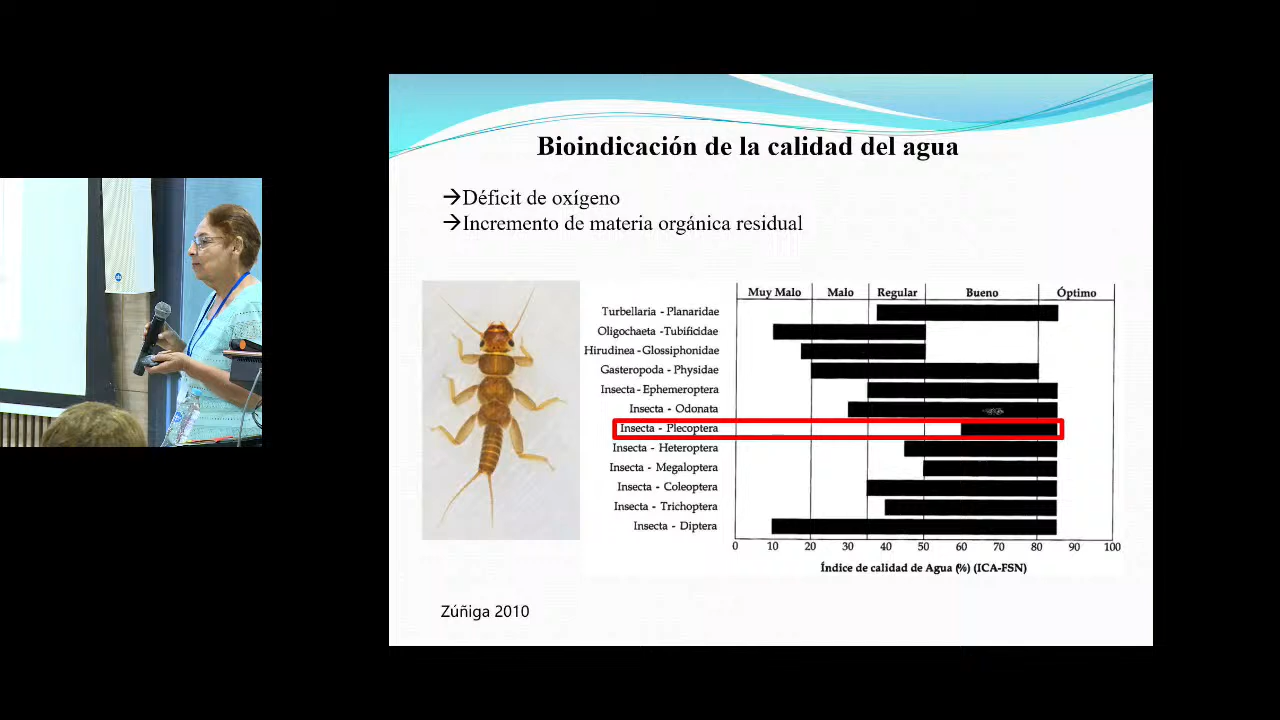 Bioindicación de la calidad del agua
→Déficit de oxígeno
→Incremento de materia orgánica residual
Muy Malo Malo Regular Bueno Óptimo
Turbellaria - Planaridae
Oligochaeta -Tubificidae
Hirudinea -Glossiphonidae
Gasteropoda - Physidae
Insecta -Ephemeroptera
Insecta - Odonata
Insecta - Plecoptera
Insecta - Heteroptera
Insecta - Megaloptera
Insecta - Coleoptera
Insecta - Trichoptera
Insecta - Diptera
0 10 20 30 40 50 60 70 80 90 100
Índice de calidad de Agua (%) (ICA-FSN)
Zúñiga 2010